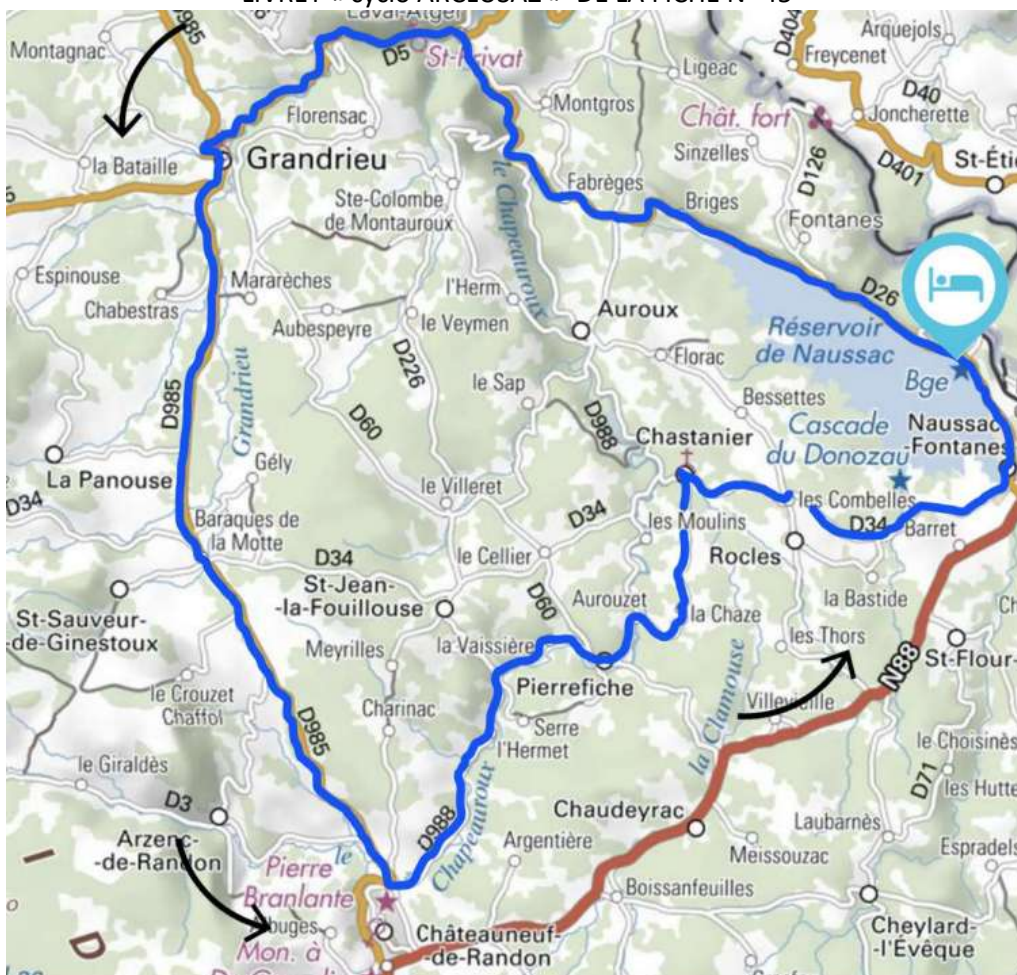 985
Montagnac
D5
St-Privat
Ligeac
D404
Arquejols
Freycenet
D40
Joncherette
Chât. fort
Sinzelles
D401
St-Éti
Florensac
Montgros
la Bataille
Grandrieu
le Chapeauroux
Ste-Colombe
de Montauroux
Fabrèges
Briges
D126
Fontanes
Espinouse
Mararèches
Chabestras
l'Herm
Auroux
D26
Aubespeyre
le Veymen
Réservoir
de Naussac
Florac
Bge
D985
Grandrieu
D226
le Sap
Bessettes
D60
D988
Chastanier
Cascade
du Donozau
Naussac
-Fontanes
La Panouse
Gély
le Villeret
les Combelles
D34
D34
les Moulins
D34
Barret
Baraques de
la Motte
D34
le Cellier
Rocles
St-Jean-
-la-Fouillouse
D60
Aurouzet
la Bastide
St-Sauveur-
-de-Ginestoux
la Chaze
Meyrilles
la Vaissière
les Thors
N88
St-Flour-
Pierrefiche
le Crouzet
Chaffol
Charinac
Serre
l'Hermet
la Clamouse
Villevieille
D985
le Choisinès
le Giraldès
D71
les Hutte
D3
Chaudeyrac
Arzenc-
-de-Randon
D988
Chapeauroux
Argentière
Laubarnès
Meissouzac
Espradels
le
Pierre
Branlante
Boissanfeuilles
Châteauneuf-
-de-Randon
Cheylard-
-l'Évêque
Mon. à
D